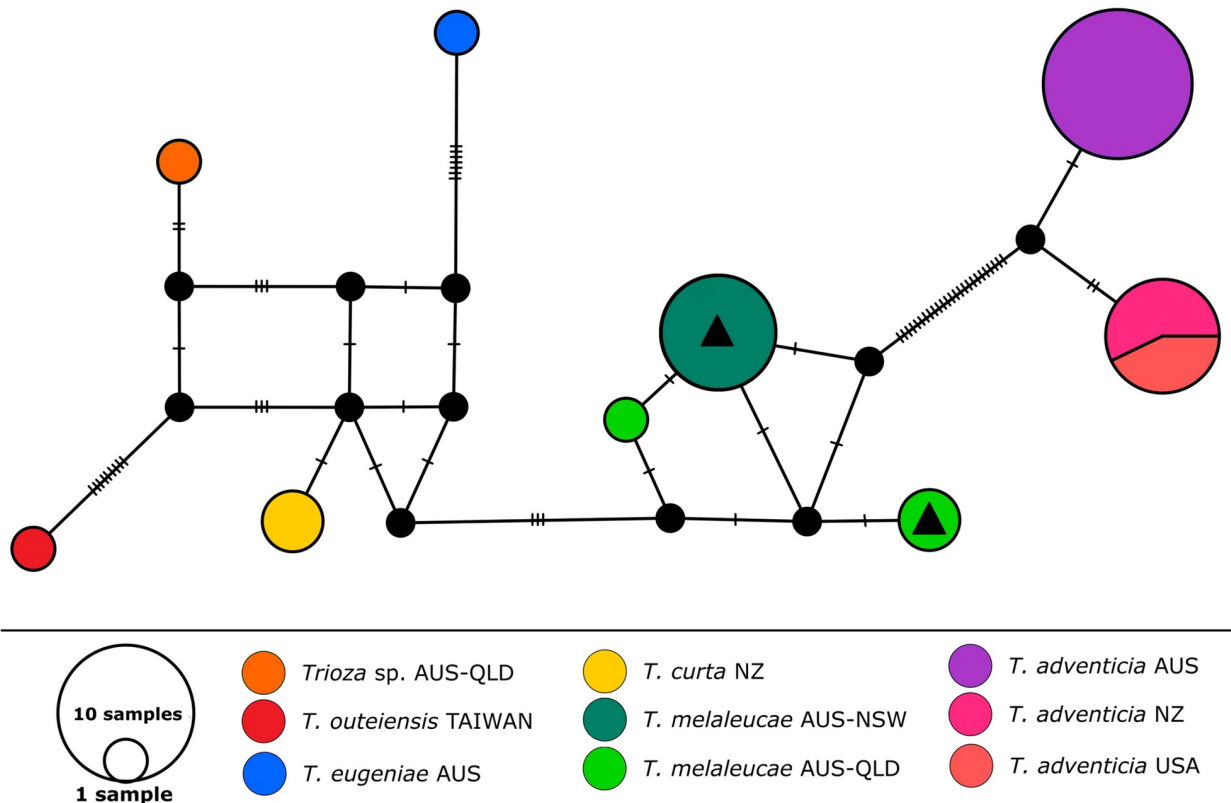 10 samples
1 sample
Trioza sp. AUS-QLD
T. outeiensis TAIWAN
T. eugeniae AUS
T. curta NZ
T. melaleucae AUS-NSW
T. melaleucae AUS-QLD
T. adventicia AUS
T. adventicia NZ
T. adventicia USA